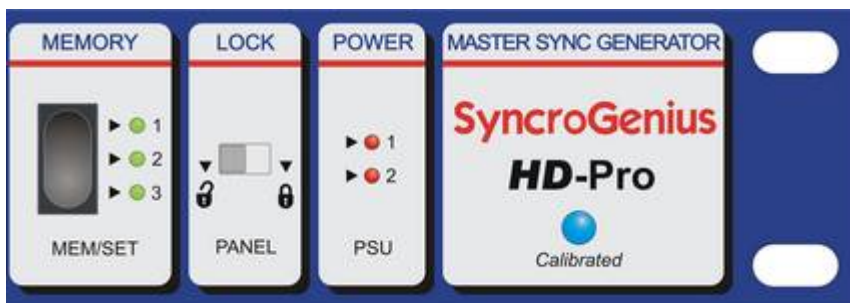 MEMORY
1
2
3
MEM/SET
LOCK
PANEL
POWER
1
2
PSU
MASTER SYNC GENERATOR
SyncroGenius
HD-Pro
Calibrated